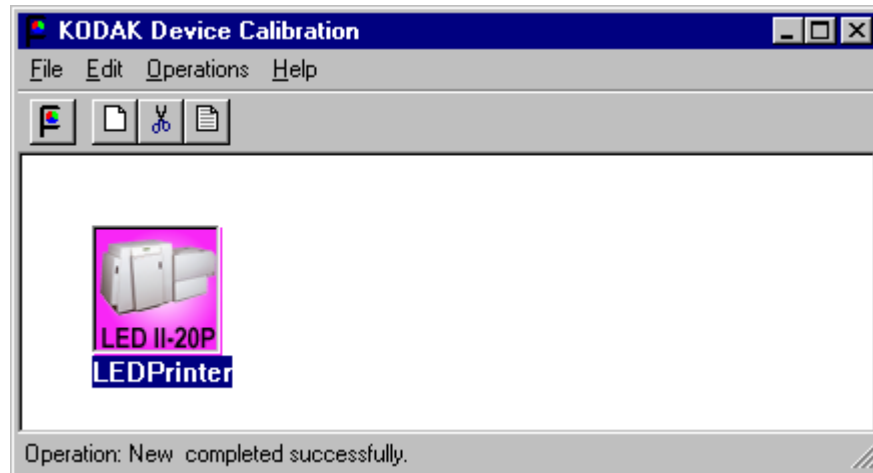 KODAK Device Calibration
File Edit Operations Help
LED II-20P
LEDPrinter
Operation: New  completed successfully.